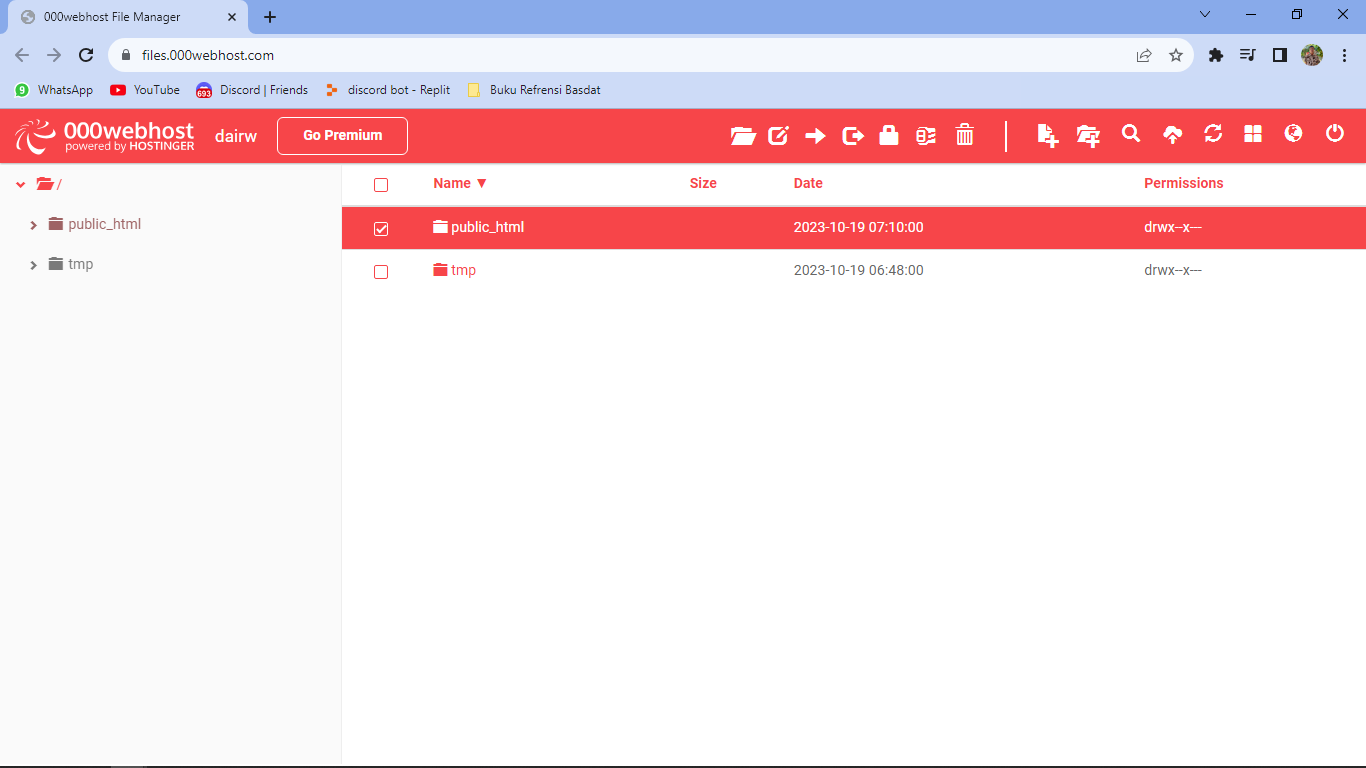 000webhost File Manager
files.000webhost.com
9 WhatsApp YouTube 693 Discord | Friends discord bot - Replit Buku Refrensi Basdat
000webhost
powered by HOSTINGER
dairw
Go Premium
/
public_html
tmp
Name ▼ Size Date Permissions
public_html 2023-10-19 07:10:00 drwx--x---
tmp 2023-10-19 06:48:00 drwx--x---